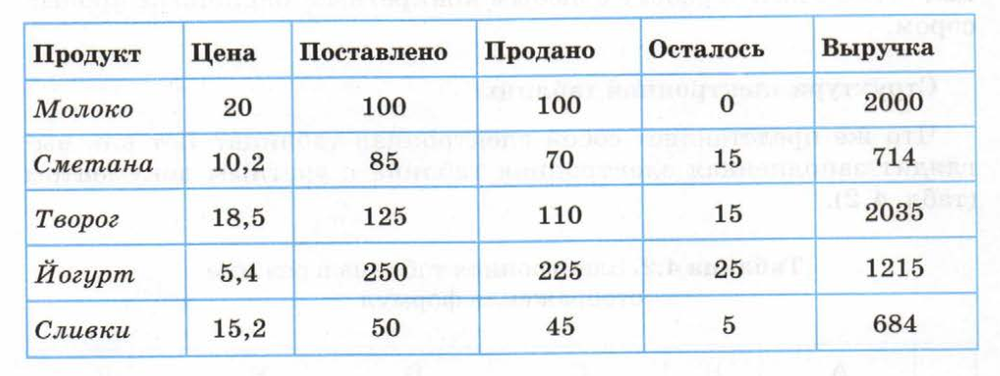 Продукт Цена Поставлено Продано Осталось Выручка
Молоко 20 100 100 0 2000
Сметана 10,2 85 70 15 714
Творог 18,5 125 110 15 2035
Йогурт 5,4 250 225 25 1215
Сливки 15,2 50 45 5 684